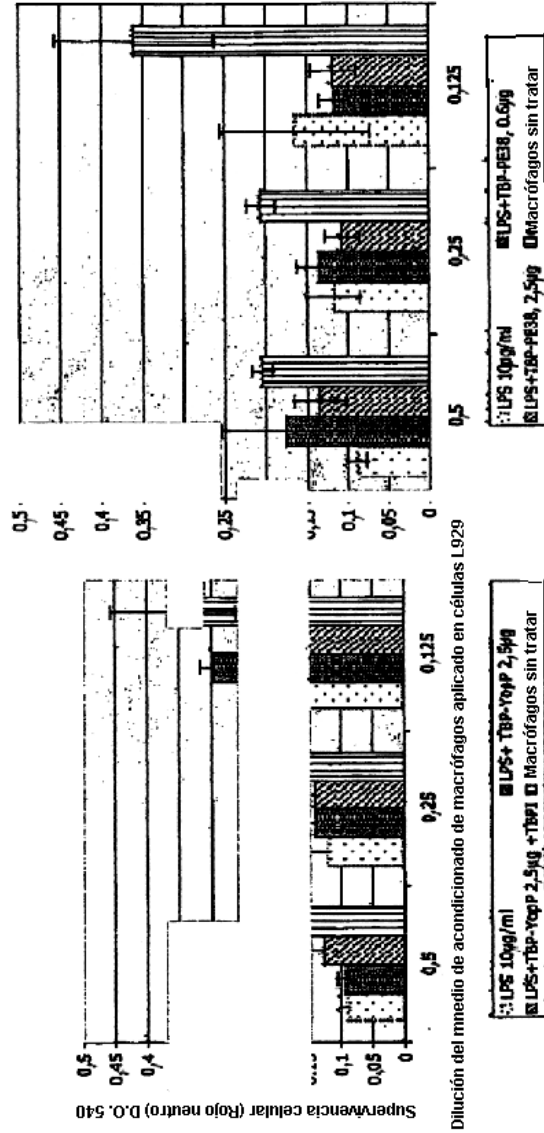 0,5
0,45
0,4
0,1
0,05
0
0,5
0,25
0,125
Supervivencia celular (Rojo neutro) D.O. 540
LPS 10µg/ml
LPS+ TBP-YopP 2,5µg
LPS+TBP-YopP 2,5µg +TBPI
Macrófagos sin tratar
Dilución del mnedio de acondicionado de macrófagos aplicado en células L929
0,5
0,45
0,4
0,35
0,25
0,1
0,05
0
0,5
0,25
0,125
LPS 10µg/ml
LPS+TBP-PE38, 0.6µg
LPS+TBP-PE38, 2,5µg
Macrófagos sin tratar